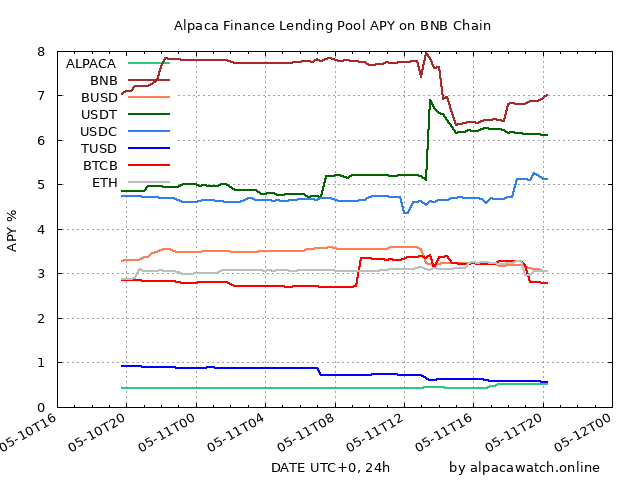 Alpaca Finance Lending Pool APY on BNB Chain
8
7
6
5
4
3
2
1
0
APY %
ALPACA
BNB
BUSD
USDT
USDC
TUSD
BTCB
ETH
05-10T16
05-10T20
05-11T00
05-11T04
05-11T08
05-11T12
05-11T16
05-11T20
05-12T00
DATE UTC+0, 24h
by alpacawatch.online